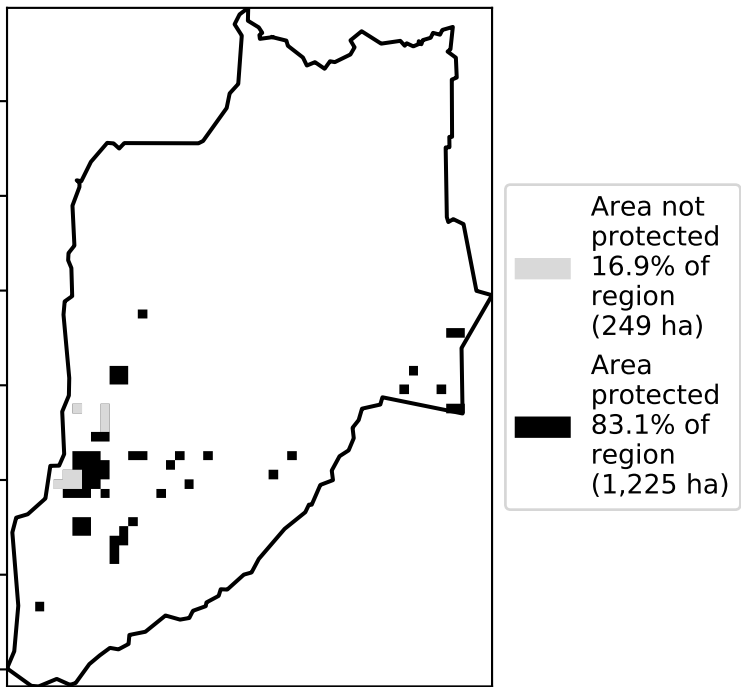 Area not
protected
16.9% of
region
(249 ha)
Area
protected
83.1% of
region
(1,225 ha)